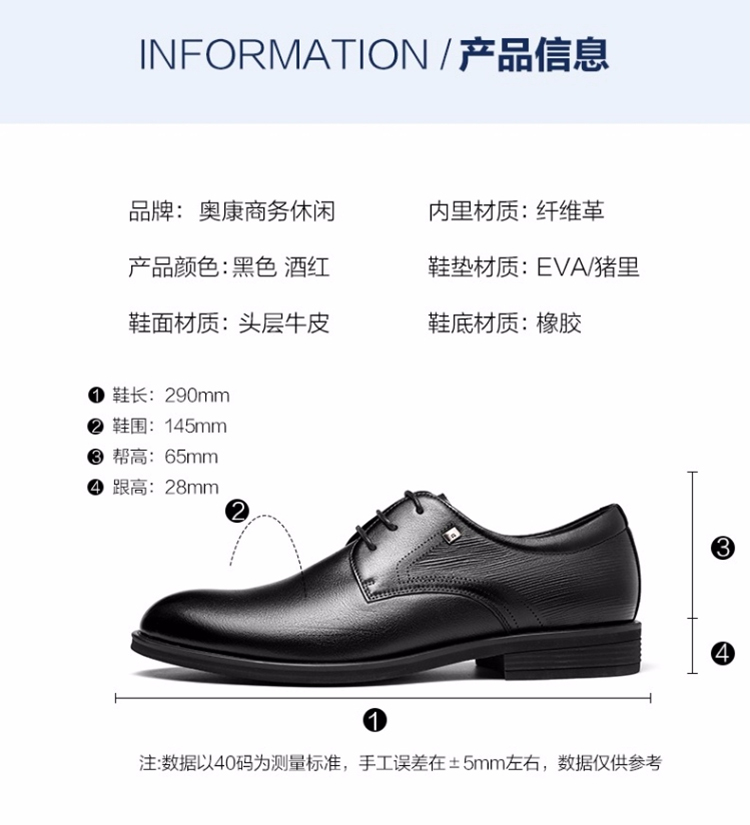 INFORMATION / 产品信息
品牌： 奥康商务休闲
内里材质：纤维革
产品颜色：黑色 酒红
鞋垫材质：EVA/猪里
鞋面材质：头层牛皮
鞋底材质：橡胶
1 鞋长：290mm
2 鞋围：145mm
3 帮高：65mm
4 跟高：28mm
2
3
4
1
注:数据以40码为测量标准，手工误差在±5mm左右，数据仅供参考